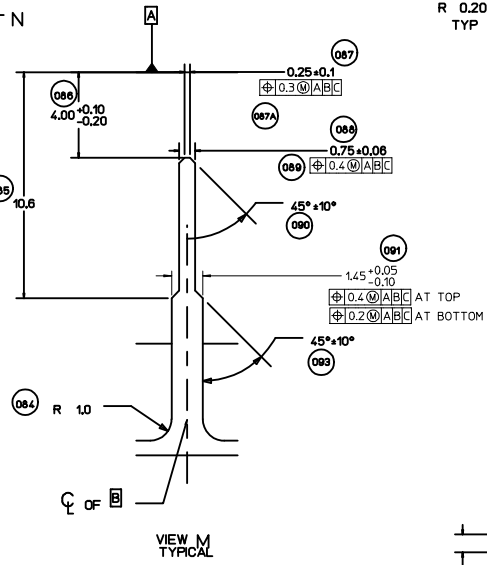 T N
A
R 0.20
TYP
087
0.25±0.1
⌖ 0.3 Ⓜ A B C
086
4.00 +0.10
-0.20
087A
088
0.75±0.06
089
⌖ 0.4 Ⓜ A B C
85
10.6
45° ±10°
090
091
1.45 +0.05
-0.10
⌖ 0.4 Ⓜ A B C AT TOP
⌖ 0.2 Ⓜ A B C AT BOTTOM
45° ±10°
093
084 R 1.0
℄ OF B
VIEW M
TYPICAL